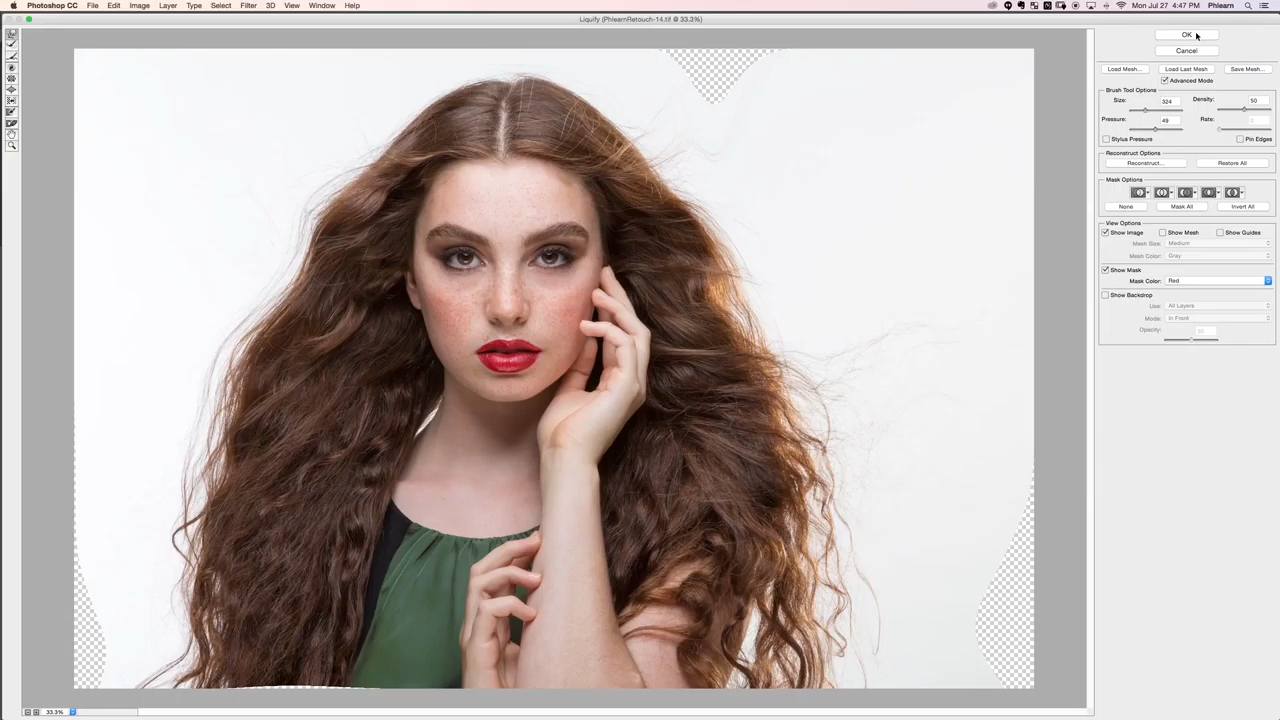 Photoshop CC File Edit Image Layer Type Select Filter 3D View Window Help Mon Jul 27 4:47 PM Phlearn
Liquify (PhlearnRetouch-14.tif @ 33.3%)
OK
Cancel
Load Mesh... Load Last Mesh Save Mesh...
Advanced Mode
Brush Tool Options
Size: 324 Density: 50
Pressure: 49 Rate:
Stylus Pressure Pin Edges
Reconstruct Options
Reconstruct... Restore All
Mask Options
None Mask All Invert All
View Options
Show Image Show Mesh Show Guides
Mesh Size: Medium
Mesh Color: Gray
Show Mask
Mask Color: Red
Show Backdrop
Use: All Layers
Mode: In Front
Opacity: 50
33.3%